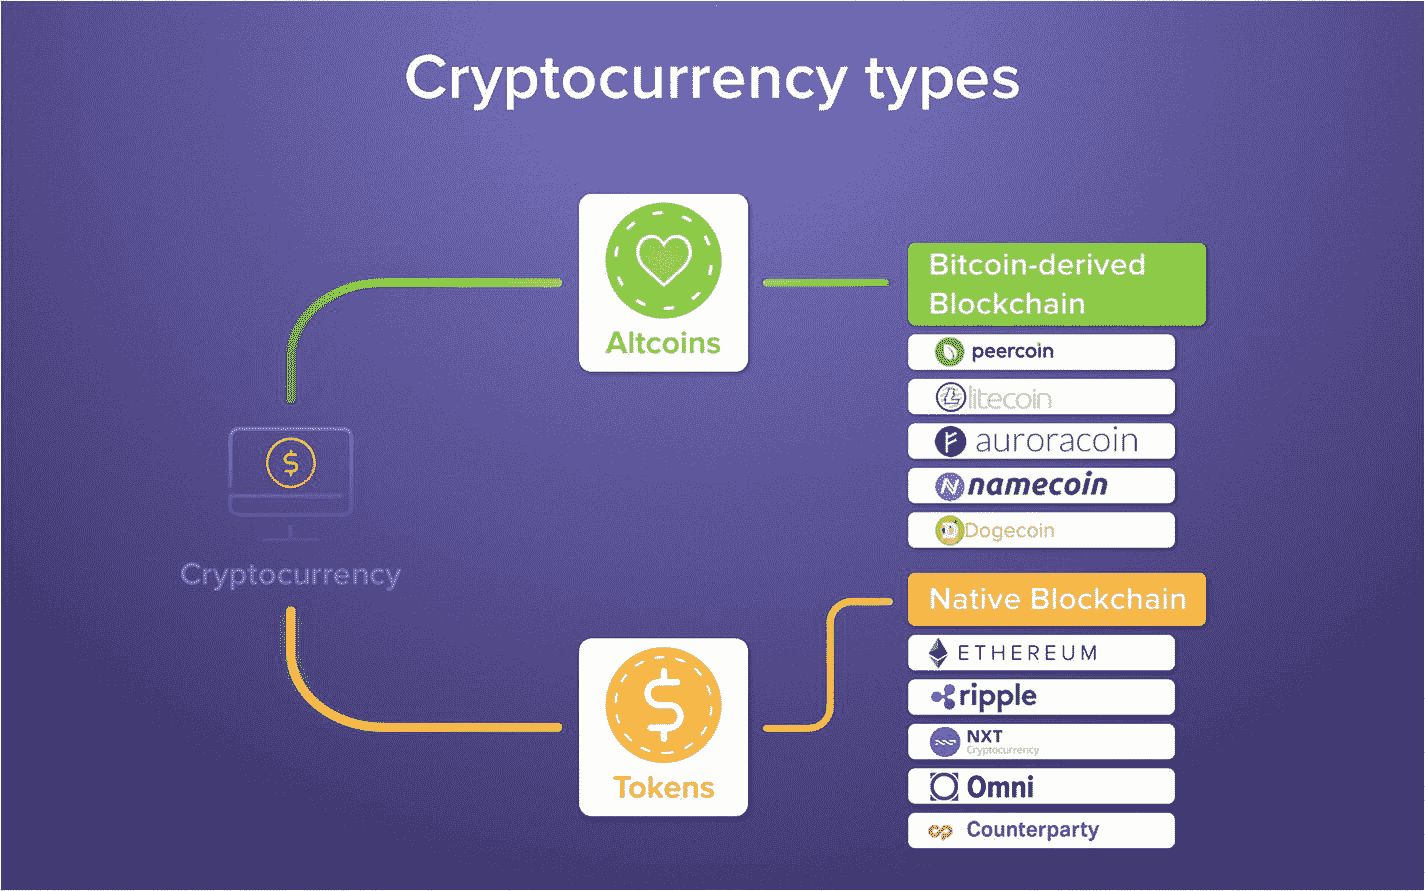 Cryptocurrency types
Altcoins
Bitcoin-derived
Blockchain
peercoin
litecoin
auroracoin
namecoin
Dogecoin
Cryptocurrency
Native Blockchain
ETHEREUM
ripple
NXT
Cryptocurrency
Omni
Counterparty
Tokens